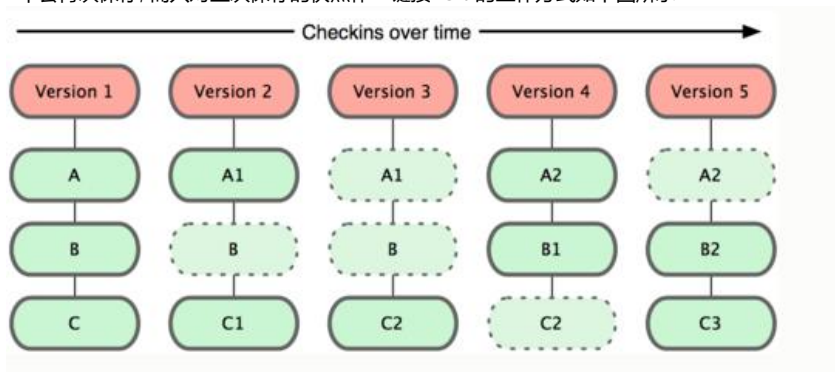 Checkins over time
Version 1 Version 2 Version 3 Version 4 Version 5
A A1 A1 A2 A2
B B B B1 B2
C C1 C2 C2 C3